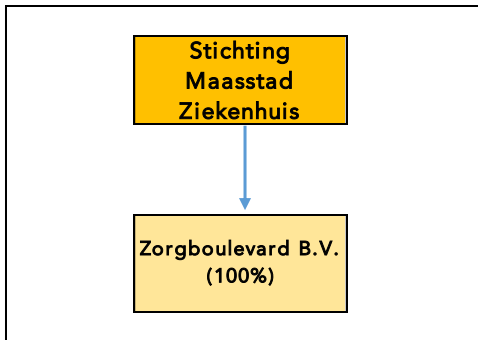 Stichting
Maasstad
Ziekenhuis
Zorgboulevard B.V.
(100%)